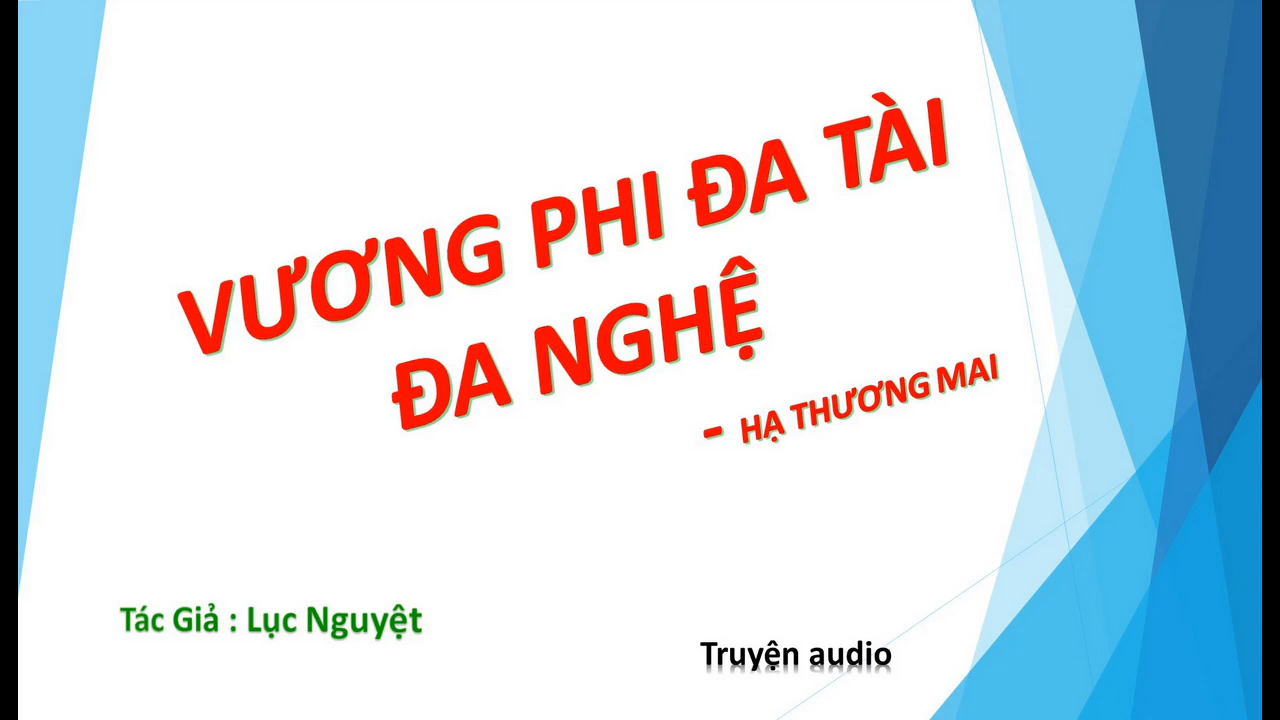 VƯƠNG PHI ĐA TÀI
ĐA NGHỆ
- HẠ THƯƠNG MAI
Tác Giả : Lục Nguyệt
Truyện audio